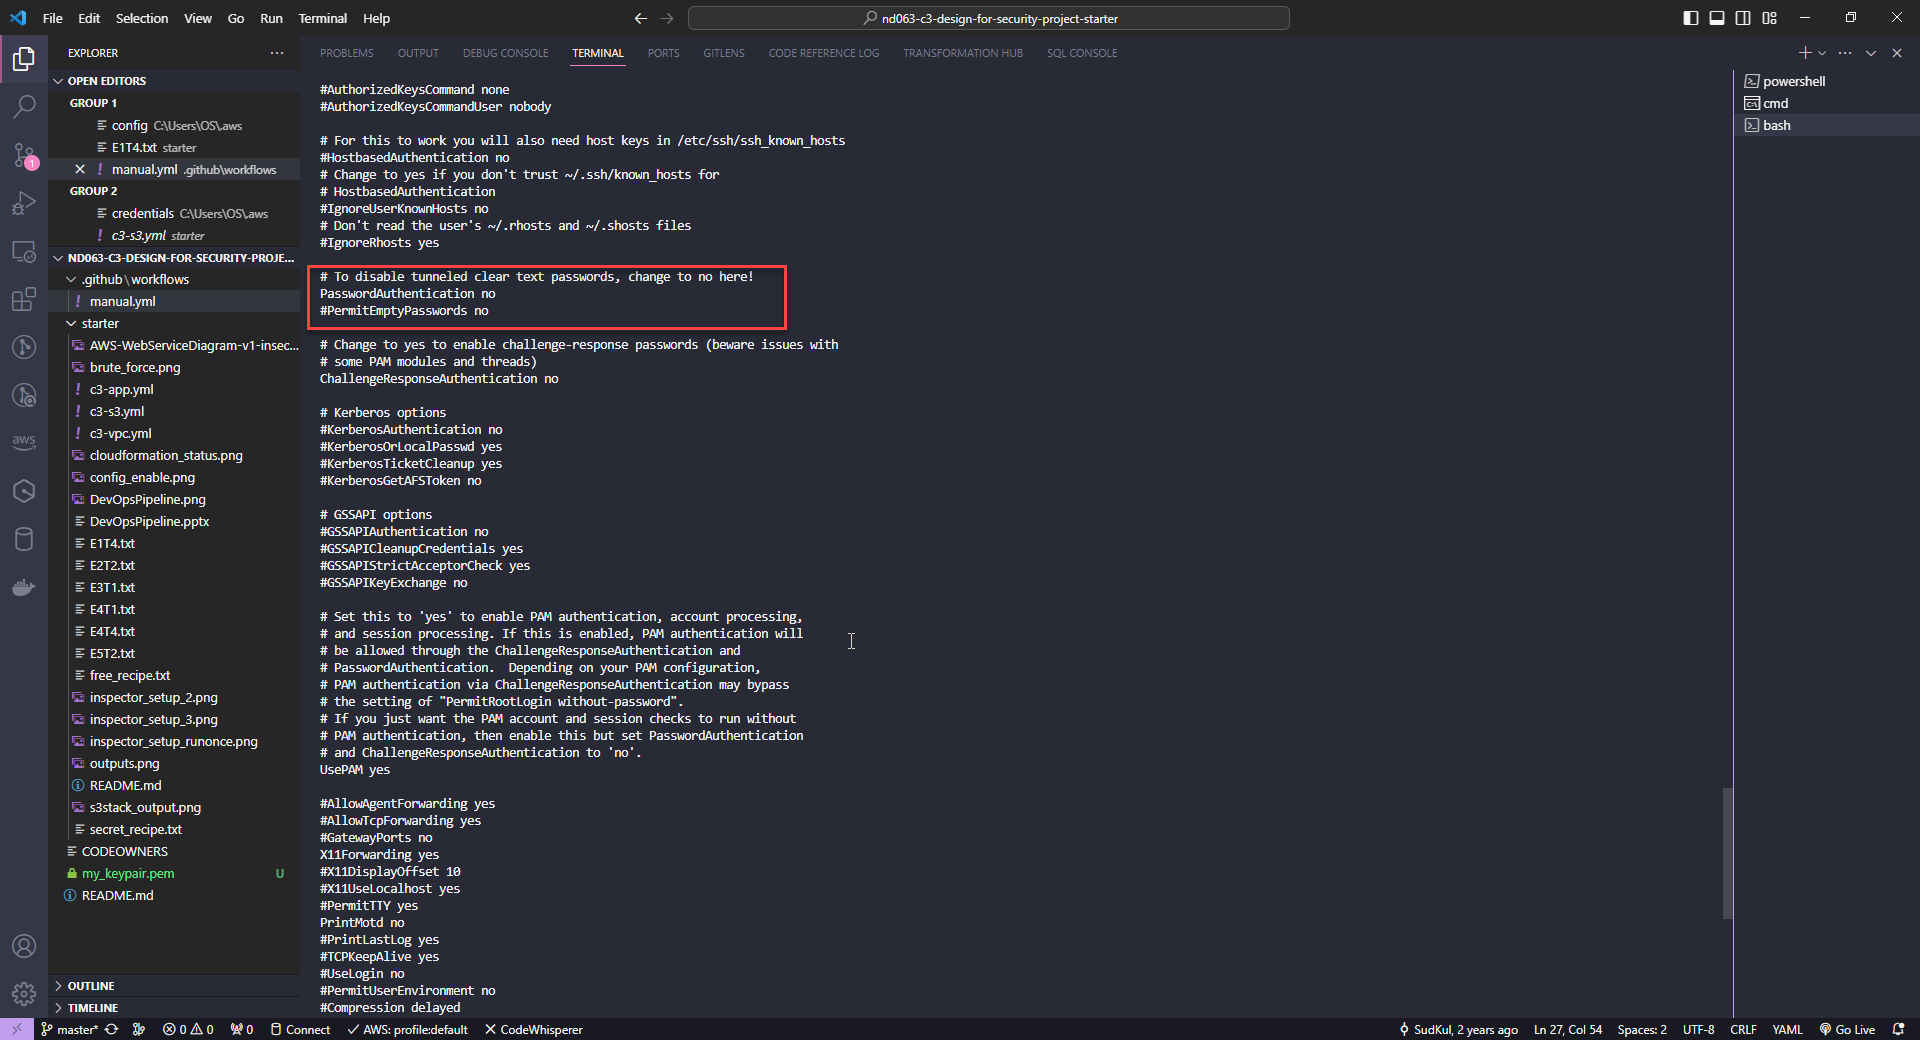 File Edit Selection View Go Run Terminal Help
nd063-c3-design-for-security-project-starter
EXPLORER
OPEN EDITORS
GROUP 1
config C:\Users\OS\.aws
E1T4.txt starter
manual.yml .github\workflows
GROUP 2
credentials C:\Users\OS\.aws
c3-s3.yml starter
ND063-C3-DESIGN-FOR-SECURITY-PROJE...
.github\workflows
manual.yml
starter
AWS-WebServiceDiagram-v1-insec...
brute_force.png
c3-app.yml
c3-s3.yml
c3-vpc.yml
cloudformation_status.png
config_enable.png
DevOpsPipeline.png
DevOpsPipeline.pptx
E1T4.txt
E2T2.txt
E3T1.txt
E4T1.txt
E4T4.txt
E5T2.txt
free_recipe.txt
inspector_setup_2.png
inspector_setup_3.png
inspector_setup_runonce.png
outputs.png
README.md
s3stack_output.png
secret_recipe.txt
CODEOWNERS
my_keypair.pem U
README.md
OUTLINE
TIMELINE
1
aws
PROBLEMS OUTPUT DEBUG CONSOLE TERMINAL PORTS GITLENS CODE REFERENCE LOG TRANSFORMATION HUB SQL CONSOLE
#AuthorizedKeysCommand none
#AuthorizedKeysCommandUser nobody
# For this to work you will also need host keys in /etc/ssh/ssh_known_hosts
#HostbasedAuthentication no
# Change to yes if you don't trust ~/.ssh/known_hosts for
# HostbasedAuthentication
#IgnoreUserKnownHosts no
# Don't read the user's ~/.rhosts and ~/.shosts files
#IgnoreRhosts yes
# To disable tunneled clear text passwords, change to no here!
PasswordAuthentication no
#PermitEmptyPasswords no
# Change to yes to enable challenge-response passwords (beware issues with
# some PAM modules and threads)
ChallengeResponseAuthentication no
# Kerberos options
#KerberosAuthentication no
#KerberosOrLocalPasswd yes
#KerberosTicketCleanup yes
#KerberosGetAFSToken no
# GSSAPI options
#GSSAPIAuthentication no
#GSSAPICleanupCredentials yes
#GSSAPIStrictAcceptorCheck yes
#GSSAPIKeyExchange no
# Set this to 'yes' to enable PAM authentication, account processing,
# and session processing. If this is enabled, PAM authentication will
# be allowed through the ChallengeResponseAuthentication and
# PasswordAuthentication.  Depending on your PAM configuration,
# PAM authentication via ChallengeResponseAuthentication may bypass
# the setting of "PermitRootLogin without-password".
# If you just want the PAM account and session checks to run without
# PAM authentication, then enable this but set PasswordAuthentication
# and ChallengeResponseAuthentication to 'no'.
UsePAM yes
#AllowAgentForwarding yes
#AllowTcpForwarding yes
#GatewayPorts no
X11Forwarding yes
#X11DisplayOffset 10
#X11UseLocalhost yes
#PermitTTY yes
PrintMotd no
#PrintLastLog yes
#TCPKeepAlive yes
#UseLogin no
#PermitUserEnvironment no
#Compression delayed
powershell
cmd
bash
master* 0 0 0 Connect AWS: profile:default CodeWhisperer
SudKul, 2 years ago Ln 27, Col 54 Spaces: 2 UTF-8 CRLF YAML Go Live